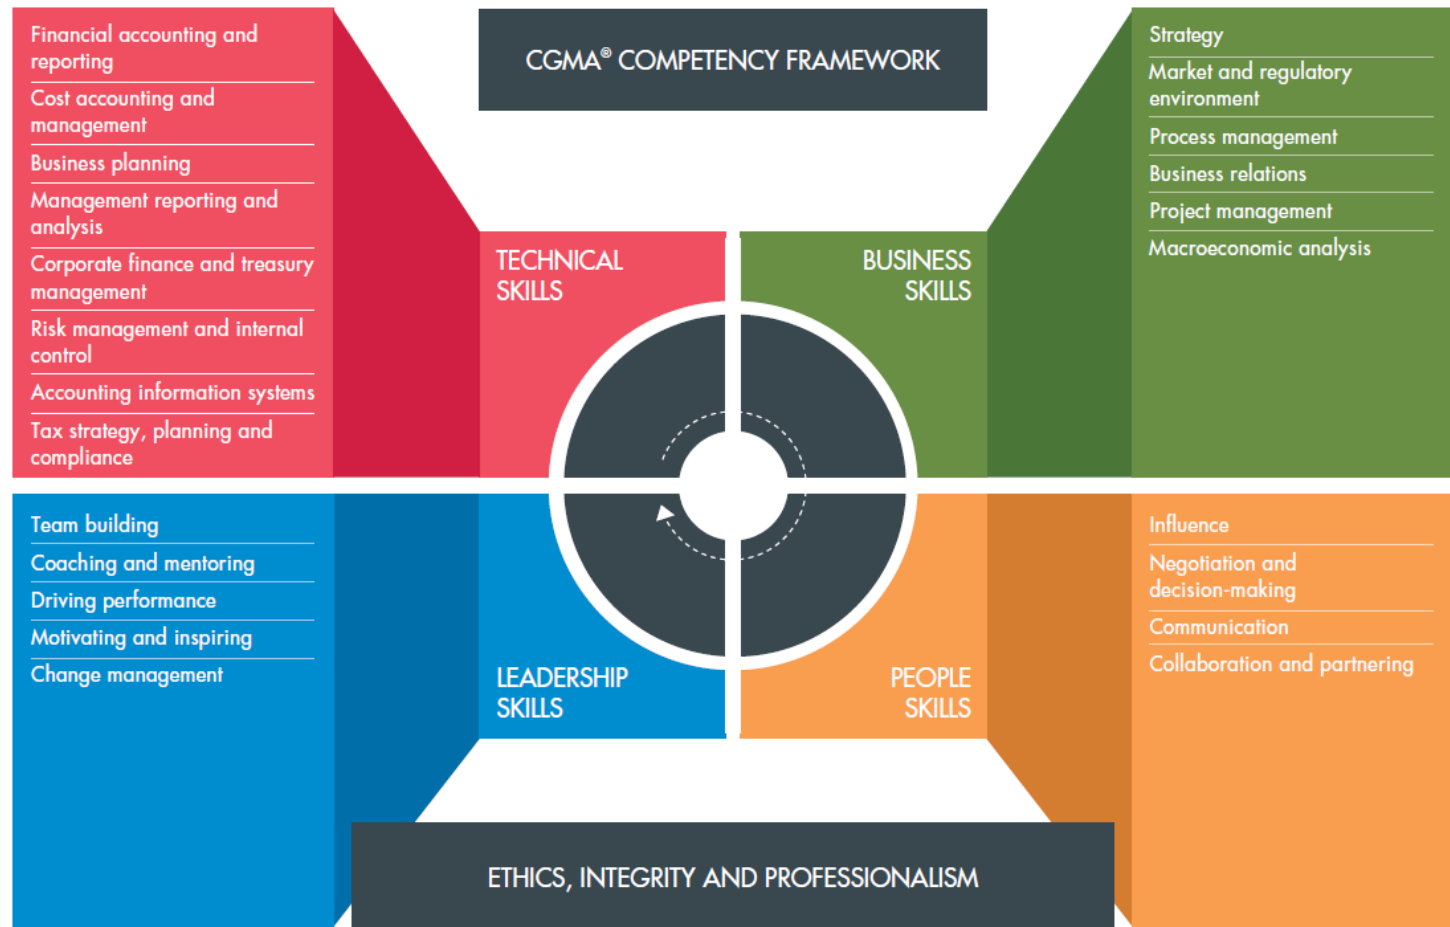 CGMA® COMPETENCY FRAMEWORK
Financial accounting and
reporting
Cost accounting and
management
Business planning
Management reporting and
analysis
Corporate finance and treasury
management
Risk management and internal
control
Accounting information systems
Tax strategy, planning and
compliance
TECHNICAL
SKILLS
BUSINESS
SKILLS
Strategy
Market and regulatory
environment
Process management
Business relations
Project management
Macroeconomic analysis
Team building
Coaching and mentoring
Driving performance
Motivating and inspiring
Change management
LEADERSHIP
SKILLS
PEOPLE
SKILLS
Influence
Negotiation and
decision-making
Communication
Collaboration and partnering
ETHICS, INTEGRITY AND PROFESSIONALISM